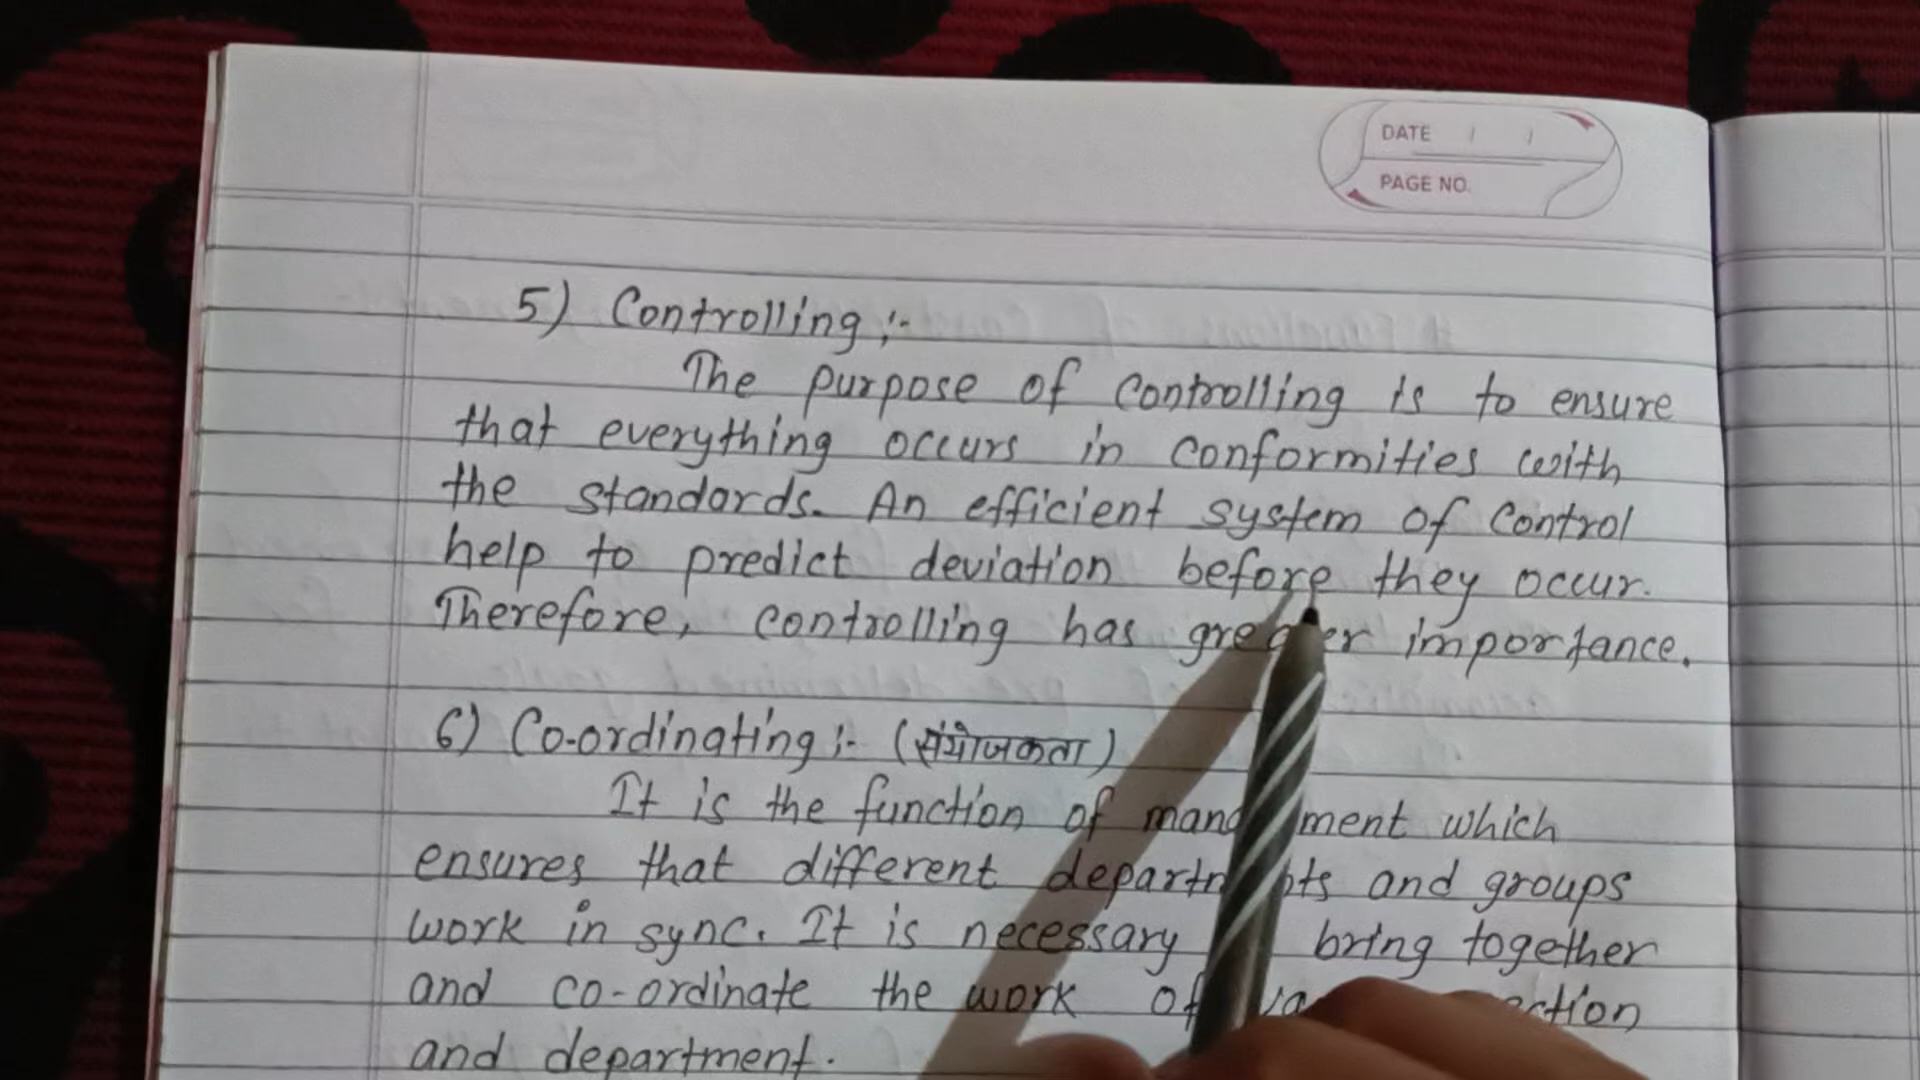 DATE / /
PAGE NO.
5) Controlling :-
The purpose of controlling is to ensure
that everything occurs in conformities with
the standards. An efficient system of control
help to predict deviation before they occur.
Therefore, controlling has greater importance.
6) Co-ordinating :- (संयोजकता)
It is the function of management which
ensures that different departments and groups
work in sync. It is necessary bring together
and co-ordinate the work of
and department.